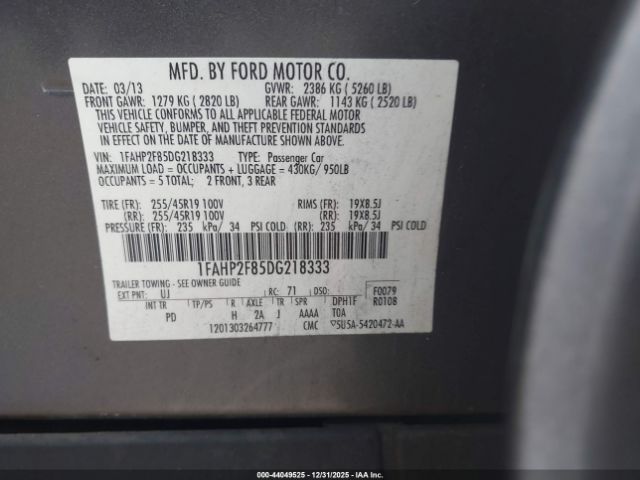 MFD. BY FORD MOTOR CO.
DATE: 03/13 GVWR: 2386 KG ( 5260 LB)
FRONT GAWR: 1279 KG ( 2820 LB) REAR GAWR: 1143 KG ( 2520 LB)
THIS VEHICLE CONFORMS TO ALL APPLICABLE FEDERAL MOTOR
VEHICLE SAFETY, BUMPER, AND THEFT PREVENTION STANDARDS
IN EFFECT ON THE DATE OF MANUFACTURE SHOWN ABOVE.
VIN: 1FAHP2F85DG218333 TYPE: Passenger Car
MAXIMUM LOAD = OCCUPANTS + LUGGAGE = 430KG/ 950LB
OCCUPANTS = 5 TOTAL; 2 FRONT, 3 REAR
TIRE (FR): 255/45R19 100V RIMS (FR): 19X8.5J
(RR): 255/45R19 100V (RR): 19X8.5J
PRESSURE (FR): 235 kPa/ 34 PSI COLD (RR): 235 kPa/ 34 PSI COLD
1FAHP2F85DG218333
TRAILER TOWING - SEE OWNER GUIDE
EXT PNT: UJ RC: 71 DSO: F0079
INT TR TP/PS R AXLE TR SPR DPH1F R0108
PD H 2A J AAAA T0A
1201303264777 CMC 5U5A-5420472-AA
000-44049525 - 12/31/2025 - COPART